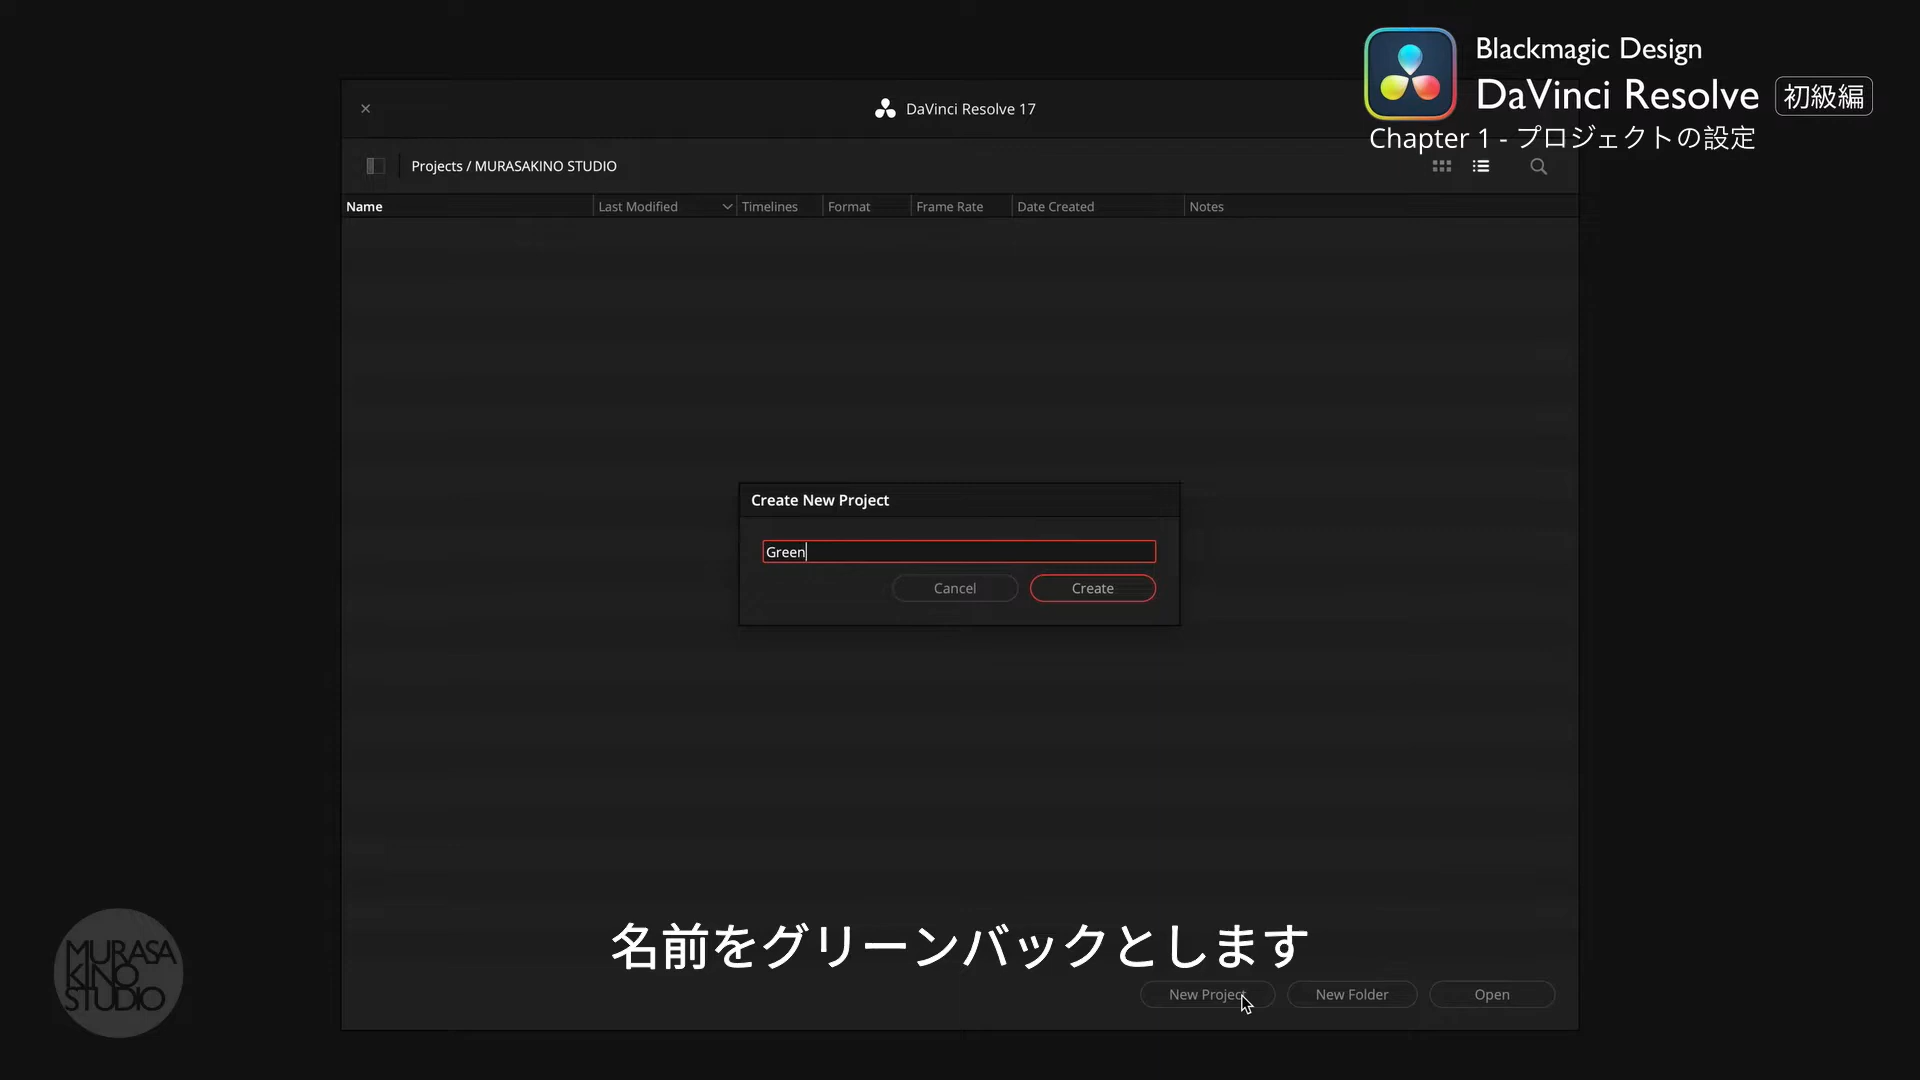 Blackmagic Design
DaVinci Resolve 初級編
Chapter 1 - プロジェクトの設定
DaVinci Resolve 17
Projects / MURASAKINO STUDIO
Name Last Modified Timelines Format Frame Rate Date Created Notes
Create New Project
Green
Cancel Create
名前をグリーンバックとします
New Project New Folder Open
MURASA
KINO
STUDIO